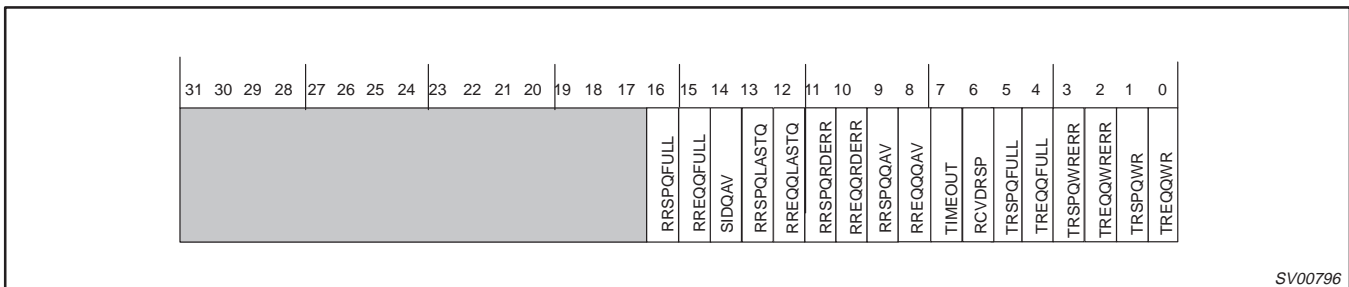 31 30 29 28 27 26 25 24 23 22 21 20 19 18 17 16 15 14 13 12 11 10 9 8 7 6 5 4 3 2 1 0
RRSPQFULL
RREQQFULL
SIDQAV
RRSPQLASTQ
RREQQLASTQ
RRSPQRDERR
RREQQRDERR
RRSPQQAV
RREQQQAV
TIMEOUT
RCVDRSP
TRSPQFULL
TREQQFULL
TRSPQWRERR
TREQQWRERR
TRSPQWR
TREQQWR
SV00796